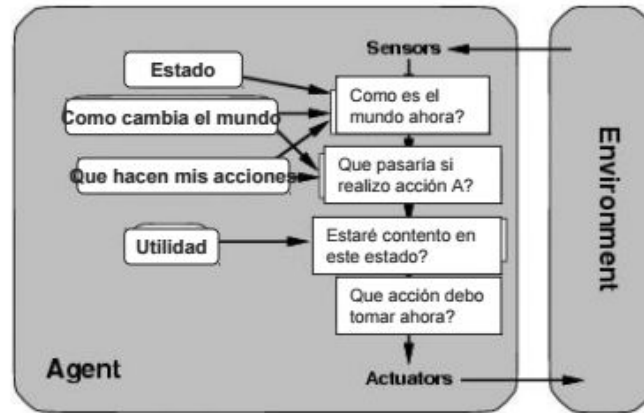 Sensors
Estado
Como es el
mundo ahora?
Como cambia el mundo
Que pasaría si
realizo acción A?
Que hacen mis acciones
Estaré contento en
este estado?
Utilidad
Que acción debo
tomar ahora?
Agent
Actuators
Environment